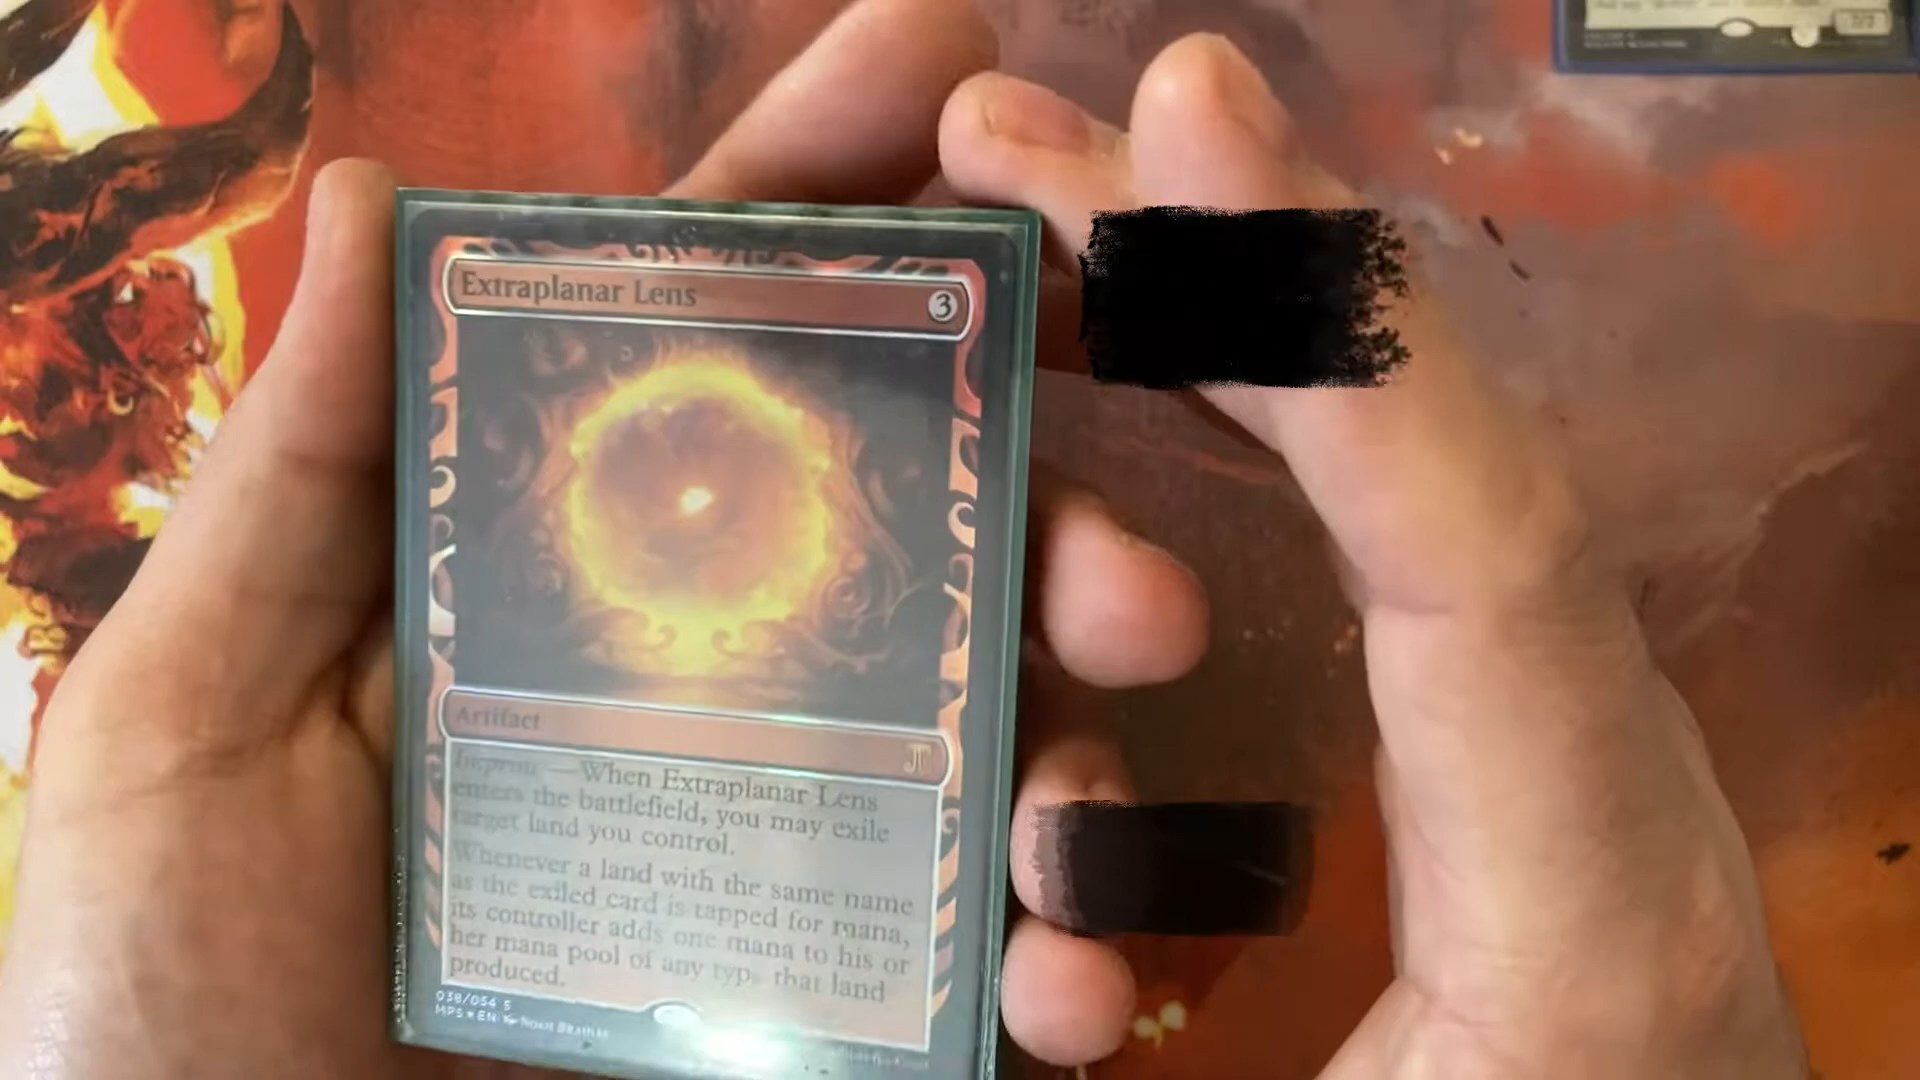 Extraplanar Lens
3
Artifact
Imprint — When Extraplanar Lens
enters the battlefield, you may exile
target land you control.
Whenever a land with the same name
as the exiled card is tapped for mana,
its controller adds one mana to his or
her mana pool of any type that land
produced.
038/054 S
MPS ★ EN